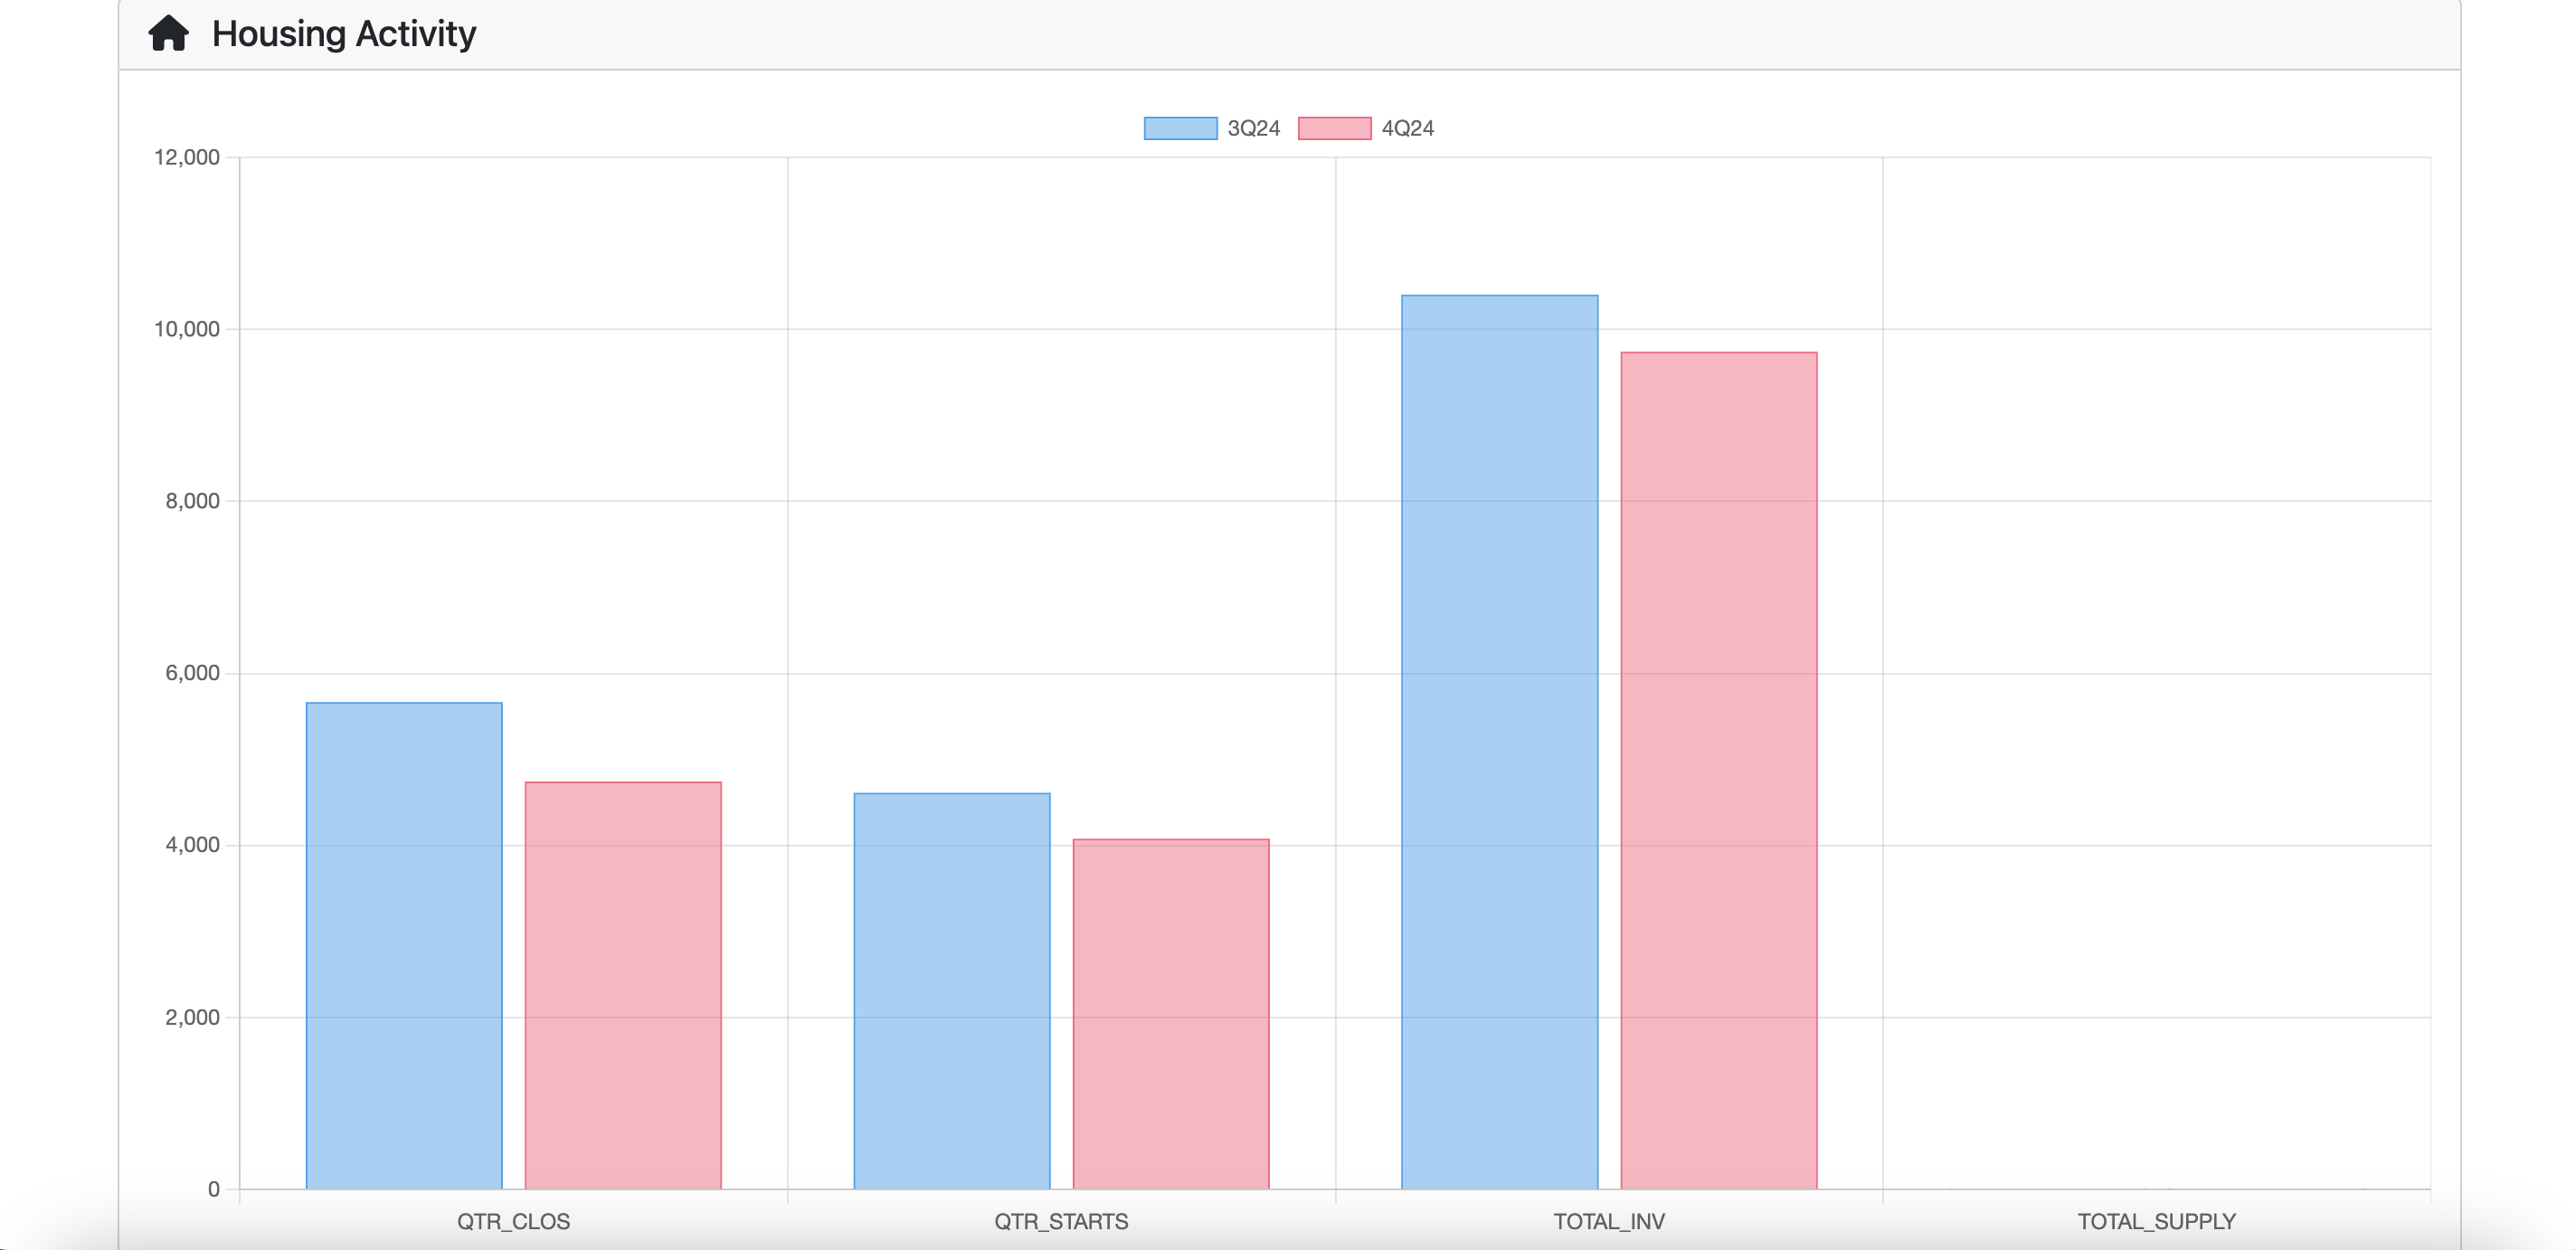 Housing Activity
3Q24 4Q24
12,000
10,000
8,000
6,000
4,000
2,000
0
QTR_CLOS QTR_STARTS TOTAL_INV TOTAL_SUPPLY